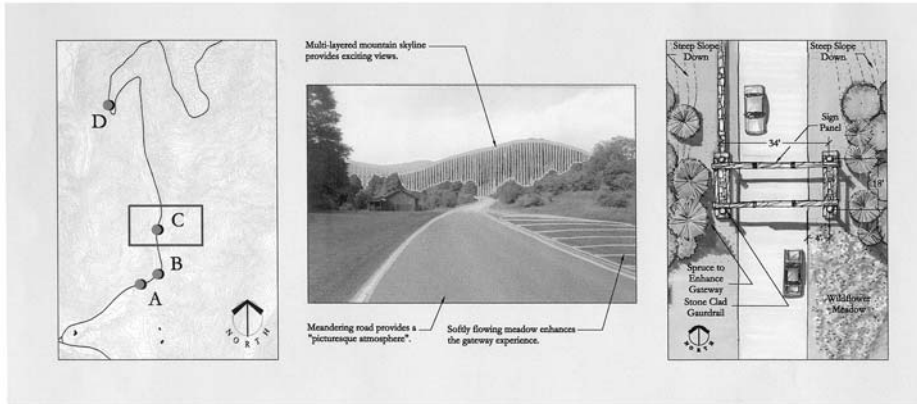 D
C
B
A
NORTH
Multi-layered mountain skyline
provides exciting views.
Meandering road provides a
"picturesque atmosphere".
Softly flowing meadow enhances
the gateway experience.
Steep Slope
Down
Steep Slope
Down
Sign
Panel
34'
18'
4'
Spruce to
Enhance
Gateway
Stone Clad
Gaurdrail
Wildflower
Meadow
NORTH